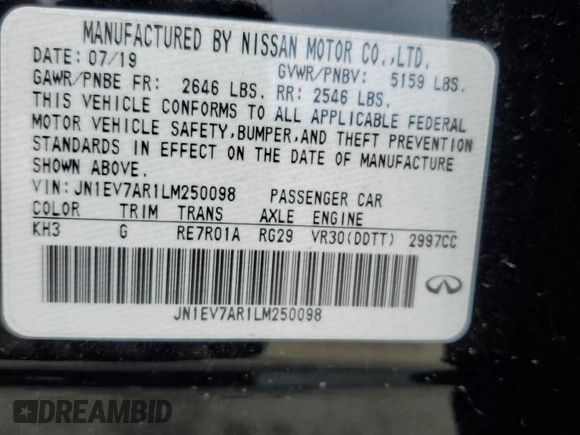 MANUFACTURED BY NISSAN MOTOR CO.,LTD.
DATE: 07/19 GVWR/PNBV: 5159 LBS.
GAWR/PNBE FR: 2646 LBS. RR: 2546 LBS.
THIS VEHICLE CONFORMS TO ALL APPLICABLE FEDERAL
MOTOR VEHICLE SAFETY,BUMPER,AND THEFT PREVENTION
STANDARDS IN EFFECT ON THE DATE OF MANUFACTURE
SHOWN ABOVE.
VIN:JN1EV7AR1LM250098 PASSENGER CAR
COLOR TRIM TRANS AXLE ENGINE
KH3 G RE7R01A RG29 VR30(DDTT) 2997CC
JN1EV7AR1LM250098
DREAMBID